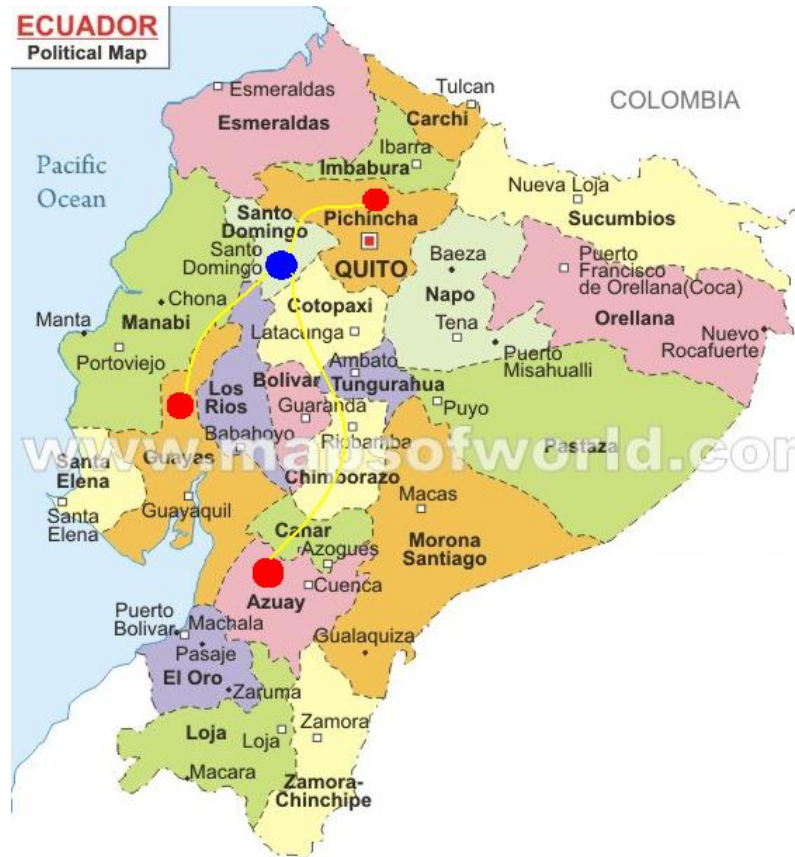 ECUADOR
Political Map
COLOMBIA
Pacific
Ocean
Esmeraldas
Esmeraldas
Tulcan
Carchi
Ibarra
Imbabura
Nueva Loja
Sucumbios
Santo
Domingo
Pichincha
Santo
Domingo
QUITO
Baeza
Napo
Puerto
Francisco
de Orellana(Coca)
Orellana
Chona
Manabi
Manta
Portoviejo
Cotopaxi
Latacunga
Tena
Puerto
Misahualli
Nuevo
Rocafuerte
Ambato
Tungurahua
Los
Rios
Bolivar
Guaranda
Puyo
Babahoyo
Riobamba
www.mapsofworld.com
Santa
Elena
Guayas
Pastaza
Chimborazo
Santa
Elena
Guayaquil
Macas
Morona
Santiago
Canar
Azogues
Cuenca
Azuay
Puerto
Bolivar
Machala
Pasaje
El Oro
Zaruma
Gualaquiza
Loja
Loja
Zamora
Macara
Zamora-
Chinchipe